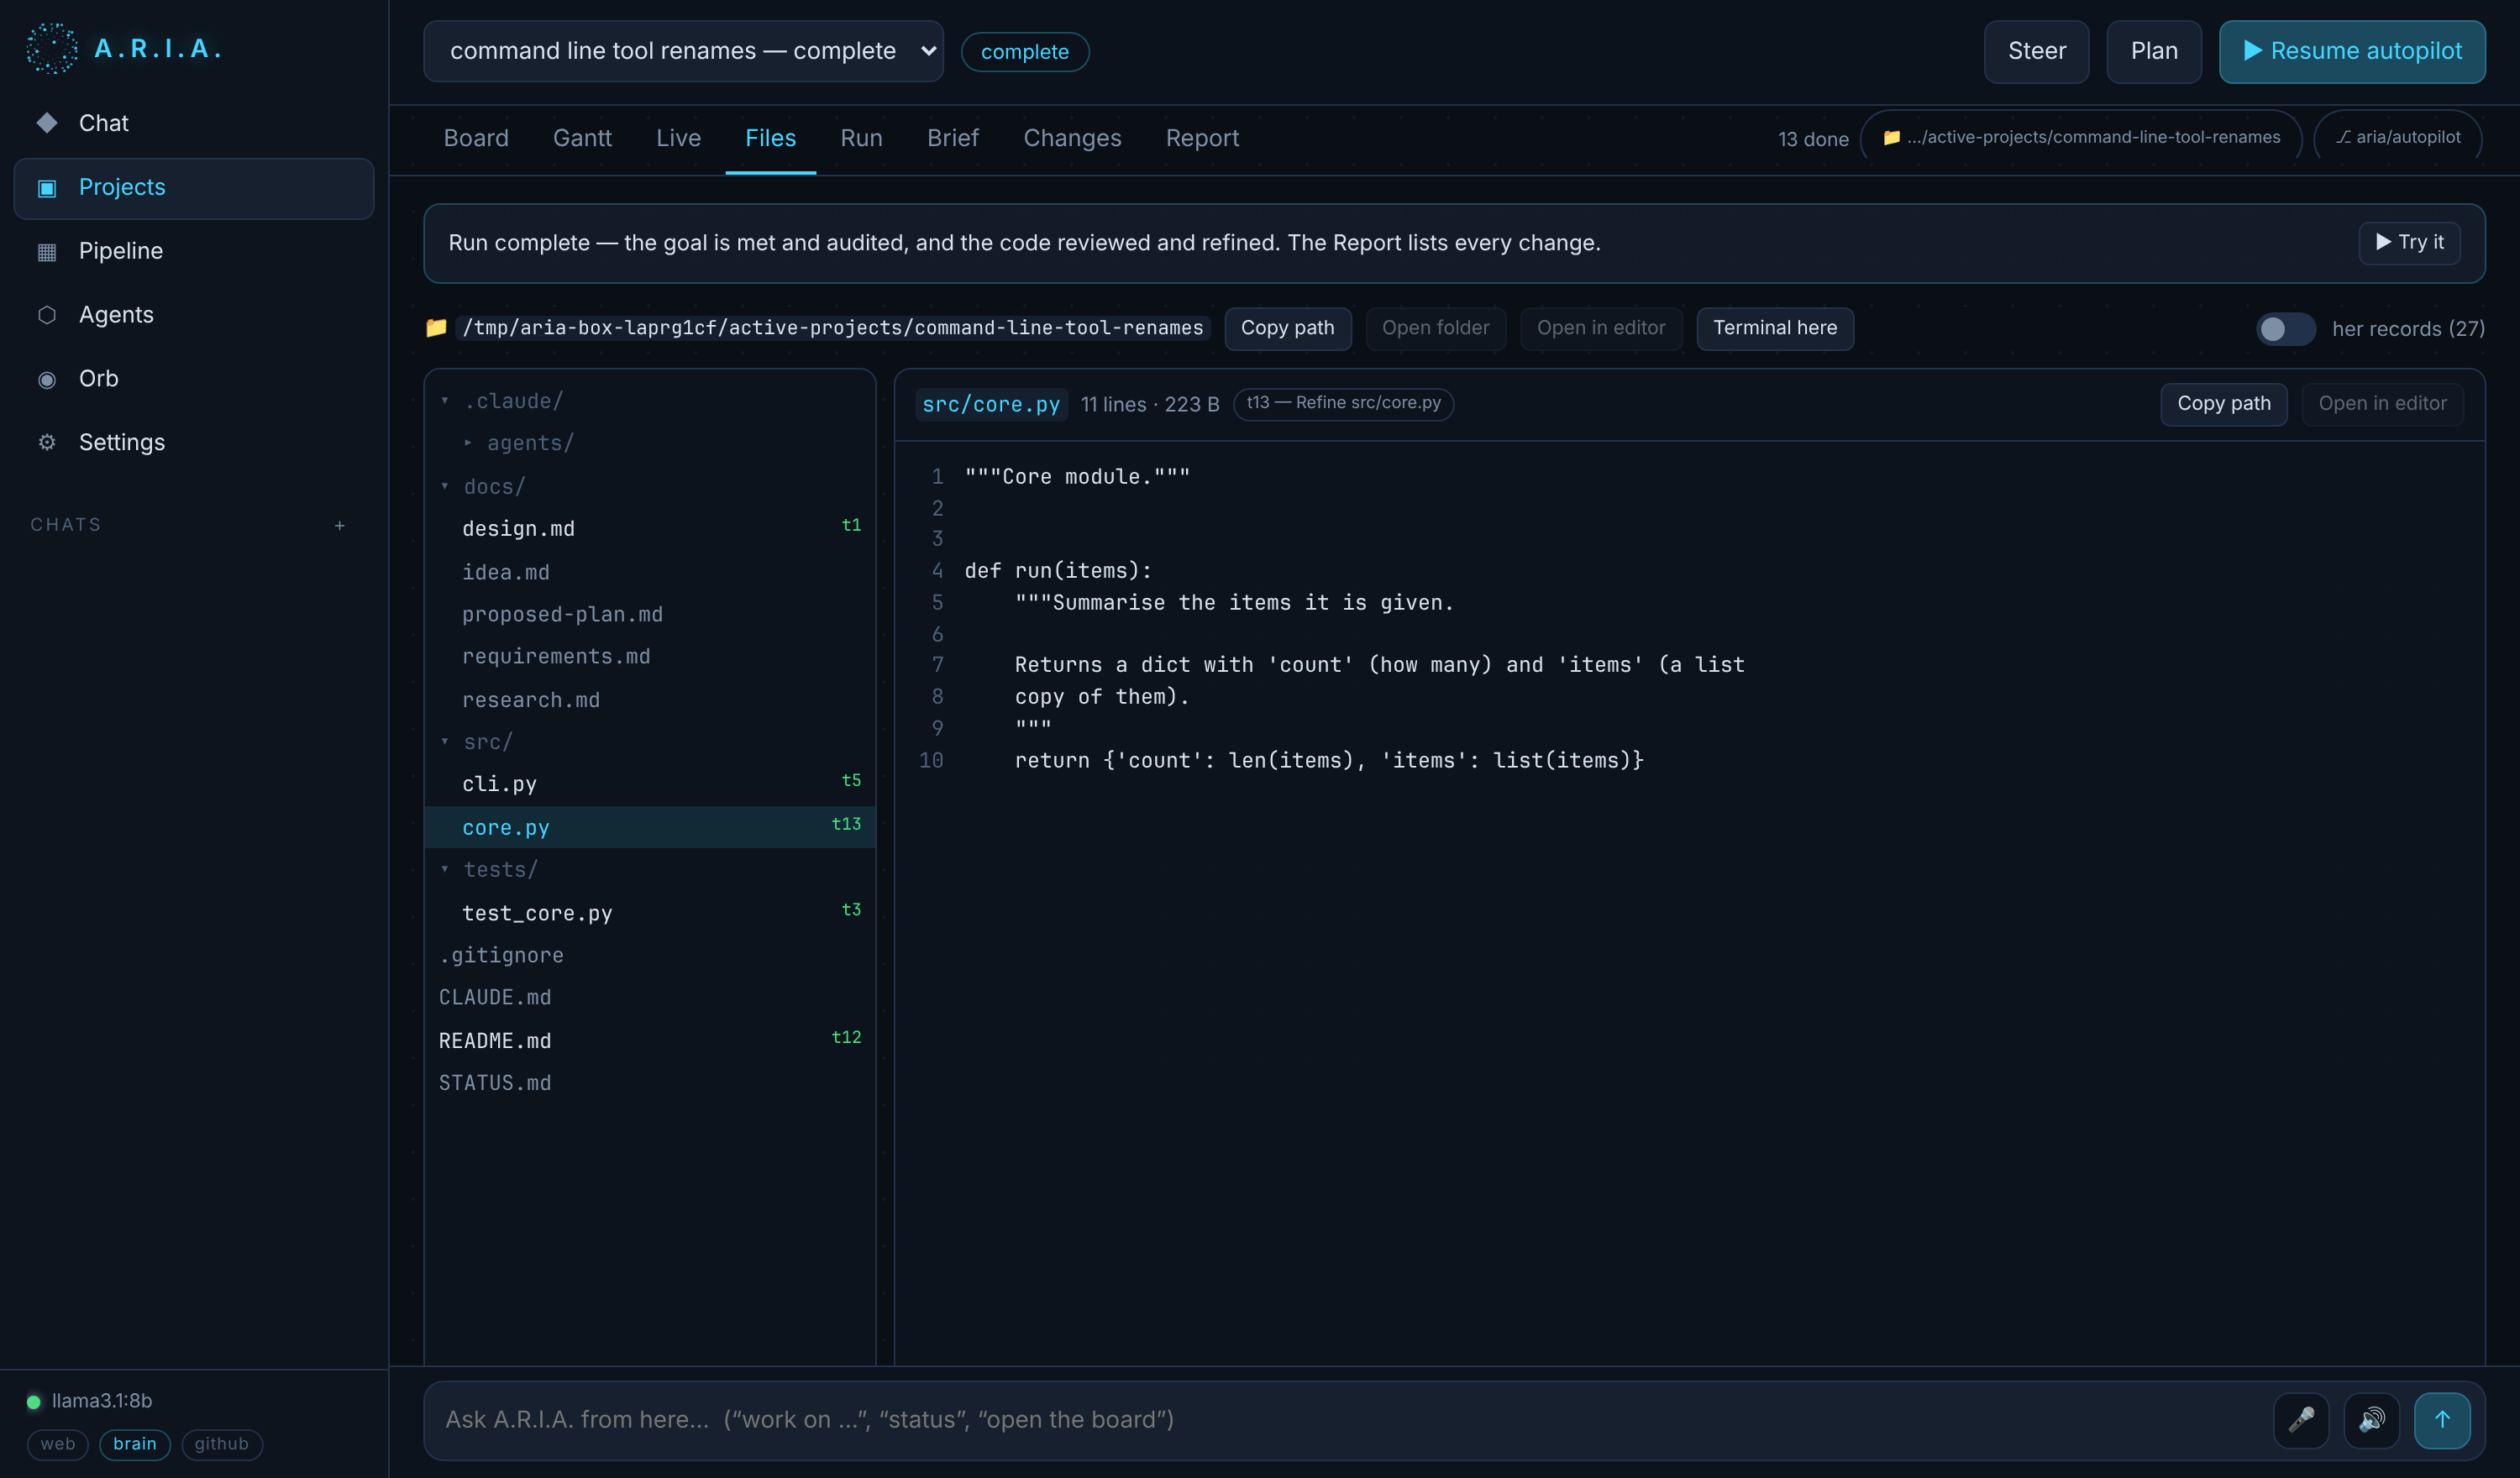 A.R.I.A.
Chat
Projects
Pipeline
Agents
Orb
Settings
CHATS +
llama3.1:8b
web brain github
command line tool renames — complete
complete
Steer Plan ▶ Resume autopilot
Board Gantt Live Files Run Brief Changes Report
13 done 📁 .../active-projects/command-line-tool-renames ⎇ aria/autopilot
Run complete — the goal is met and audited, and the code reviewed and refined. The Report lists every change.
▶ Try it
📁 /tmp/aria-box-laprg1cf/active-projects/command-line-tool-renames Copy path Open folder Open in editor Terminal here
her records (27)
▾ .claude/
▸ agents/
▾ docs/
design.md t1
idea.md
proposed-plan.md
requirements.md
research.md
▾ src/
cli.py t5
core.py t13
▾ tests/
test_core.py t3
.gitignore
CLAUDE.md
README.md t12
STATUS.md
src/core.py 11 lines · 223 B t13 — Refine src/core.py
Copy path Open in editor
1 """Core module."""
2
3
4 def run(items):
5     """Summarise the items it is given.
6
7     Returns a dict with 'count' (how many) and 'items' (a list
8     copy of them).
9     """
10     return {'count': len(items), 'items': list(items)}
Ask A.R.I.A. from here... (“work on ...”, “status”, “open the board”)